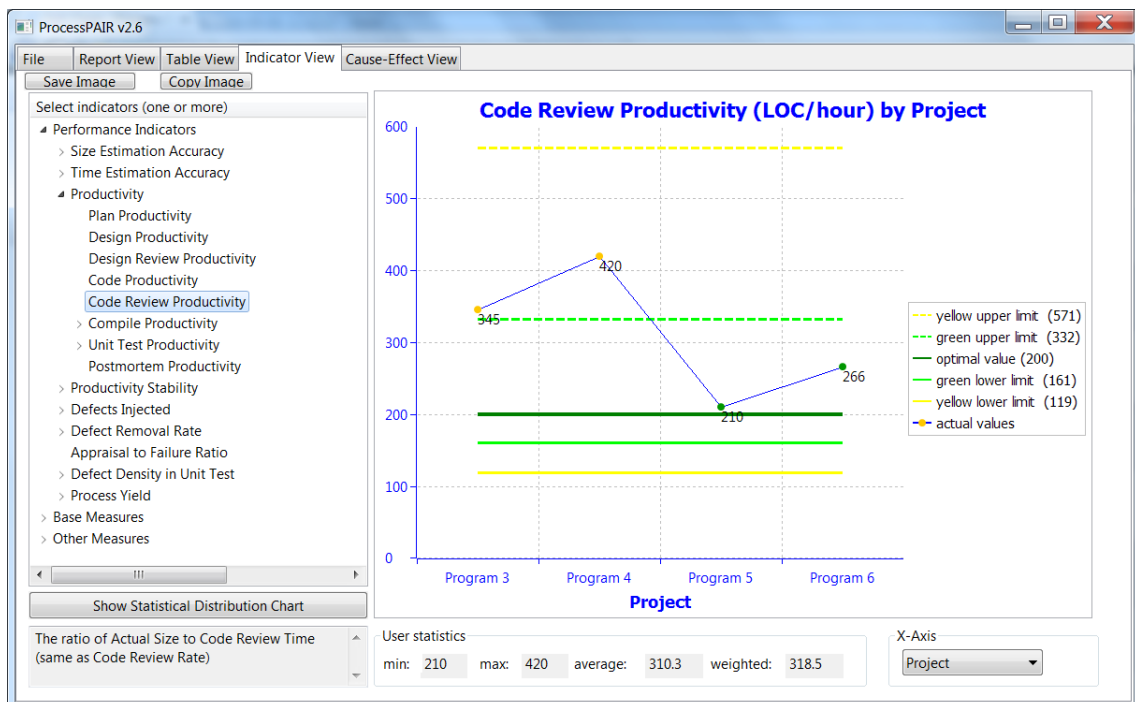 ProcessPAIR v2.6
File Report View Table View Indicator View Cause-Effect View
Save Image Copy Image
Select indicators (one or more)
Performance Indicators
Size Estimation Accuracy
Time Estimation Accuracy
Productivity
Plan Productivity
Design Productivity
Design Review Productivity
Code Productivity
Code Review Productivity
Compile Productivity
Unit Test Productivity
Postmortem Productivity
Productivity Stability
Defects Injected
Defect Removal Rate
Appraisal to Failure Ratio
Defect Density in Unit Test
Process Yield
Base Measures
Other Measures
Show Statistical Distribution Chart
The ratio of Actual Size to Code Review Time
(same as Code Review Rate)
Code Review Productivity (LOC/hour) by Project
600
500
400
300
200
100
0
345
420
210
266
Program 3 Program 4 Program 5 Program 6
Project
yellow upper limit (571)
green upper limit (332)
optimal value (200)
green lower limit (161)
yellow lower limit (119)
actual values
User statistics
min: 210 max: 420 average: 310.3 weighted: 318.5
X-Axis
Project